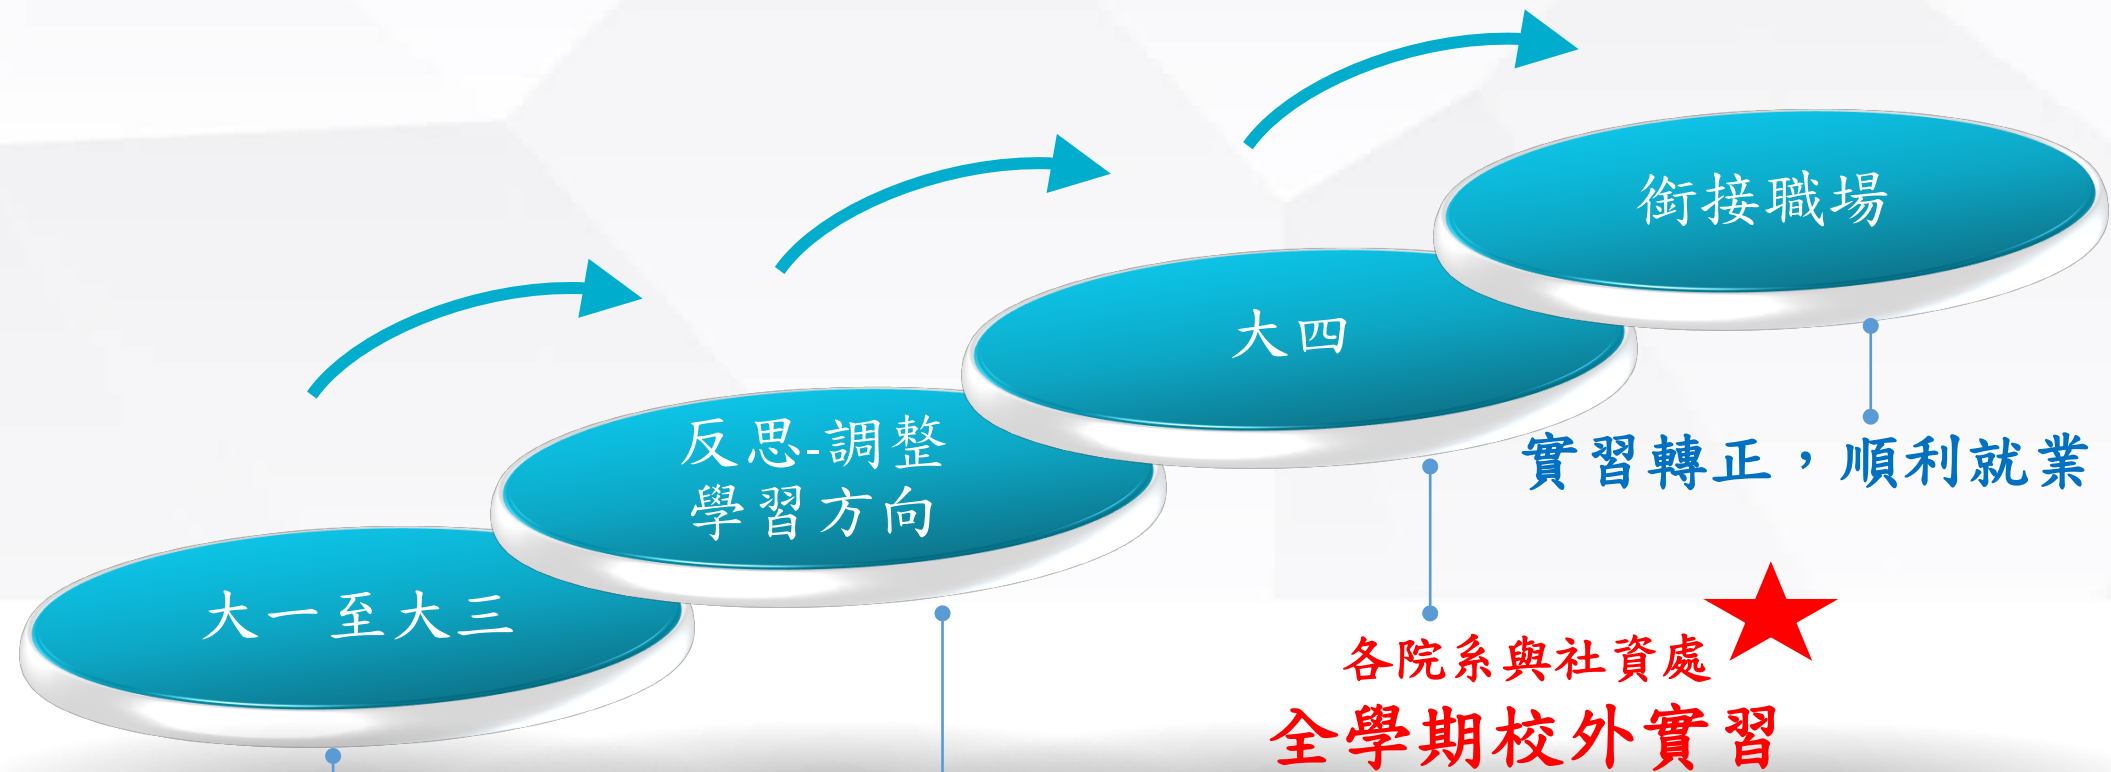 銜接職場
大四
反思-調整
學習方向
大一至大三
實習轉正，順利就業
各院系與社資處
全學期校外實習